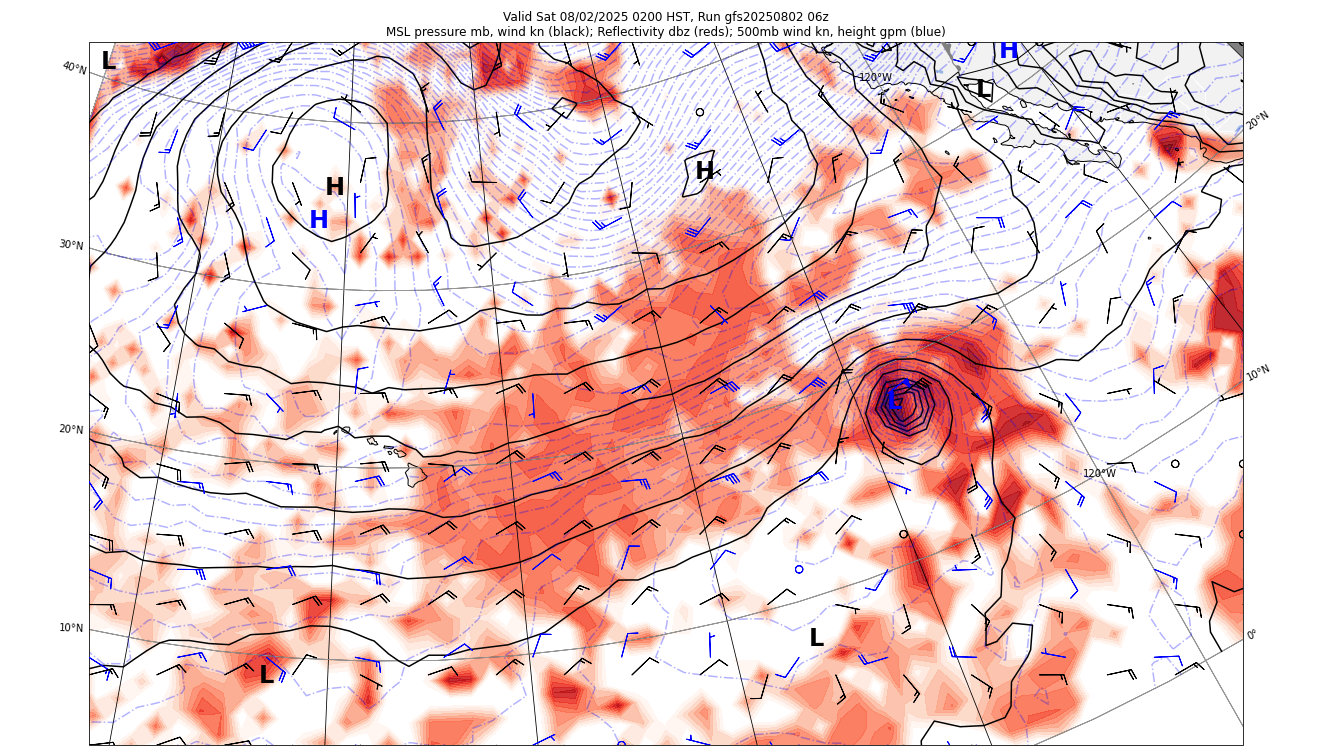 Valid Sat 08/02/2025 0200 HST, Run gfs20250802 06z
MSL pressure mb, wind kn (black); Reflectivity dbz (reds); 500mb wind kn, height gpm (blue)
H
L
40°N
120°W
L
20°N
H
H
H
30°N
10°N
L
20°N
120°W
10°N
0°
L
L